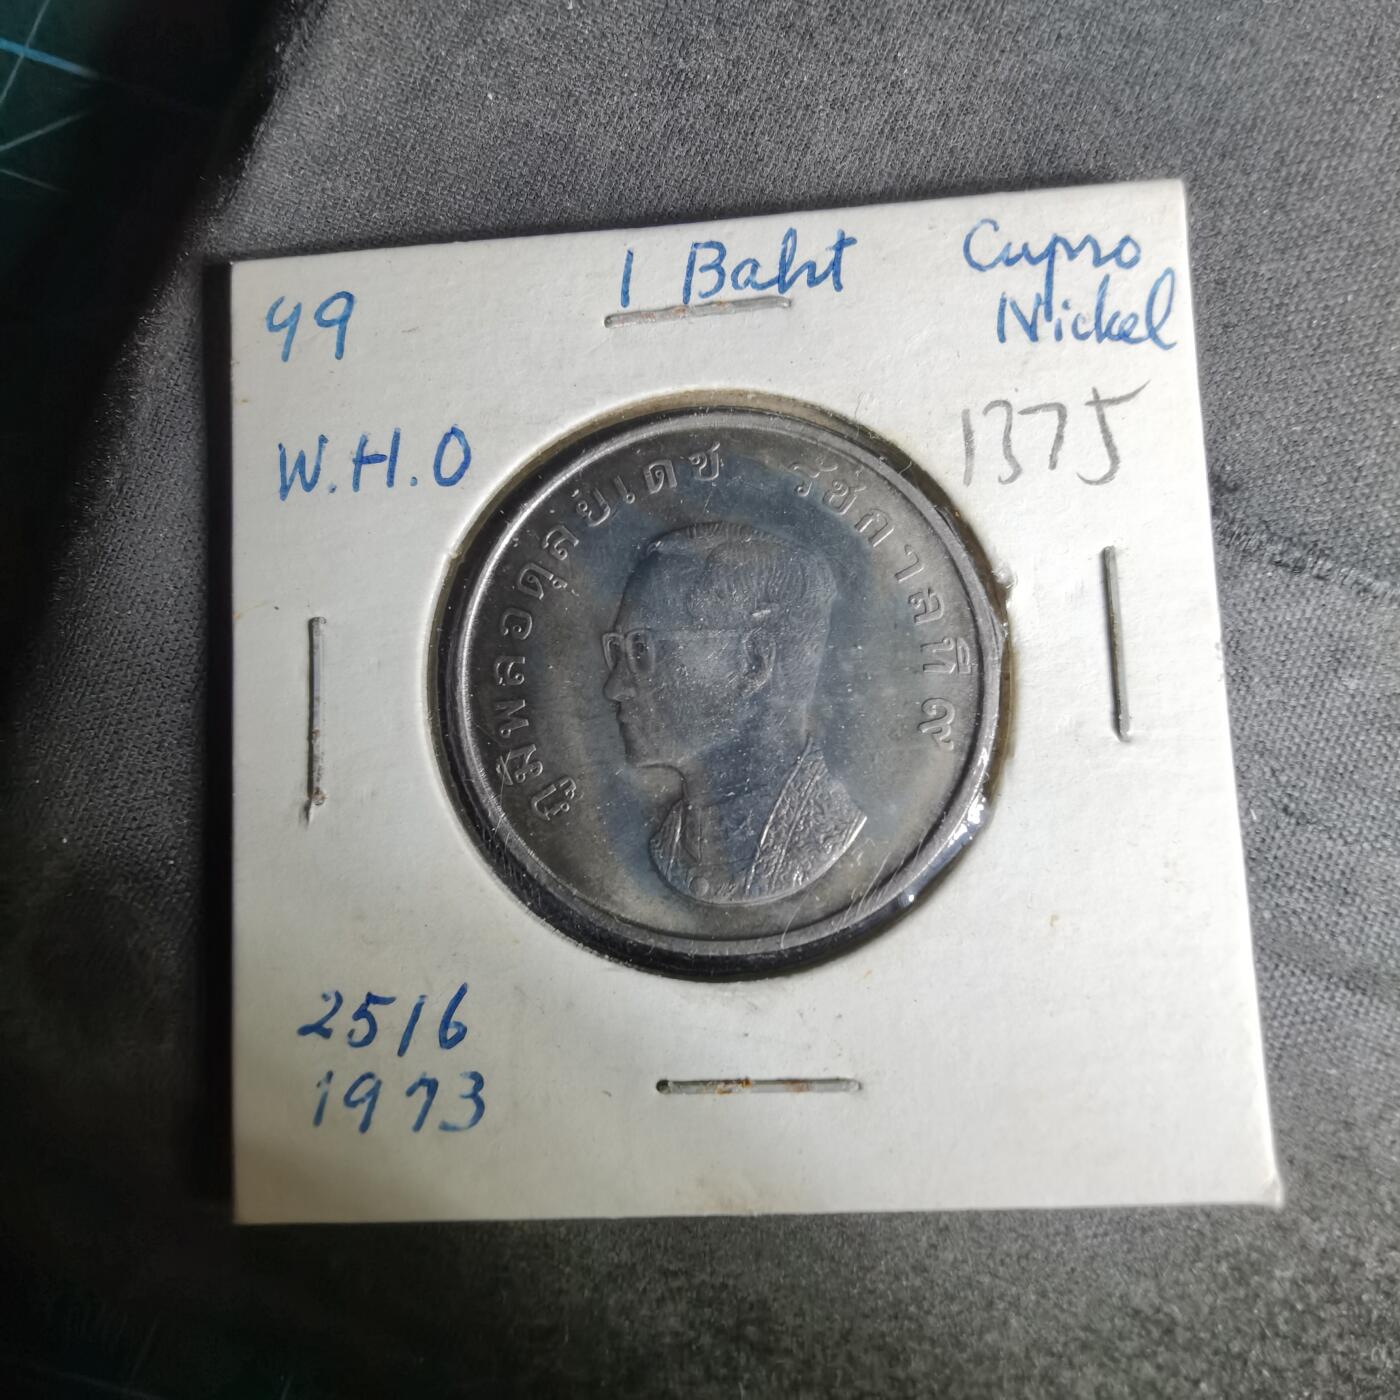 1 Baht
Cupro
Nickel
Y9
1375
W.H.O
ภูมิพลอดุลยเดช รัชกาลที่ ๙
2516
1973